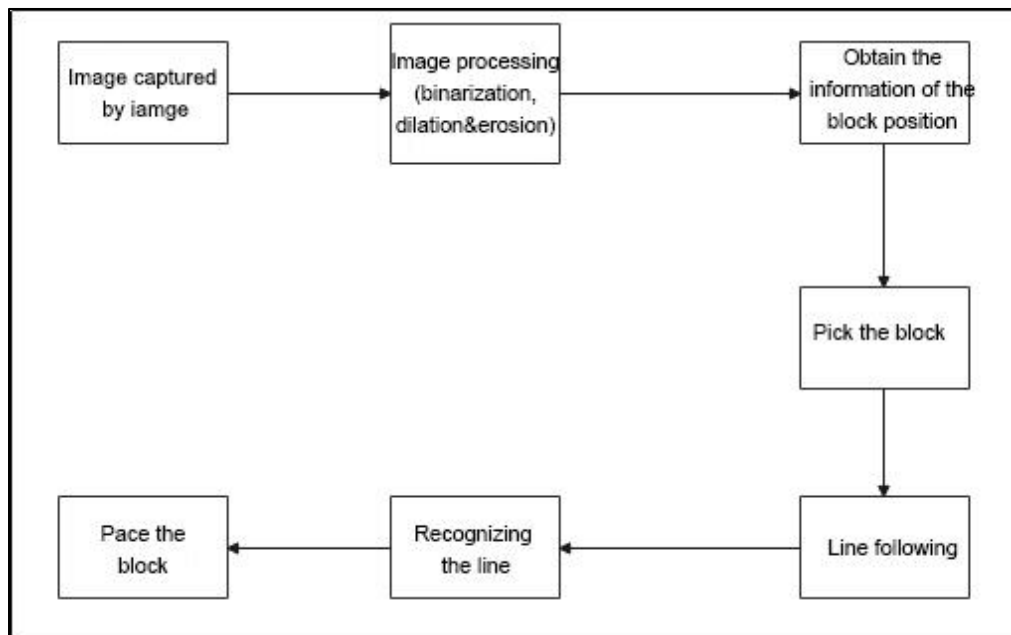 Image captured
by iamge
Image processing
(binarization,
dilation&erosion)
Obtain the
information of the
block position
Pick the block
Line following
Recognizing
the line
Pace the
block